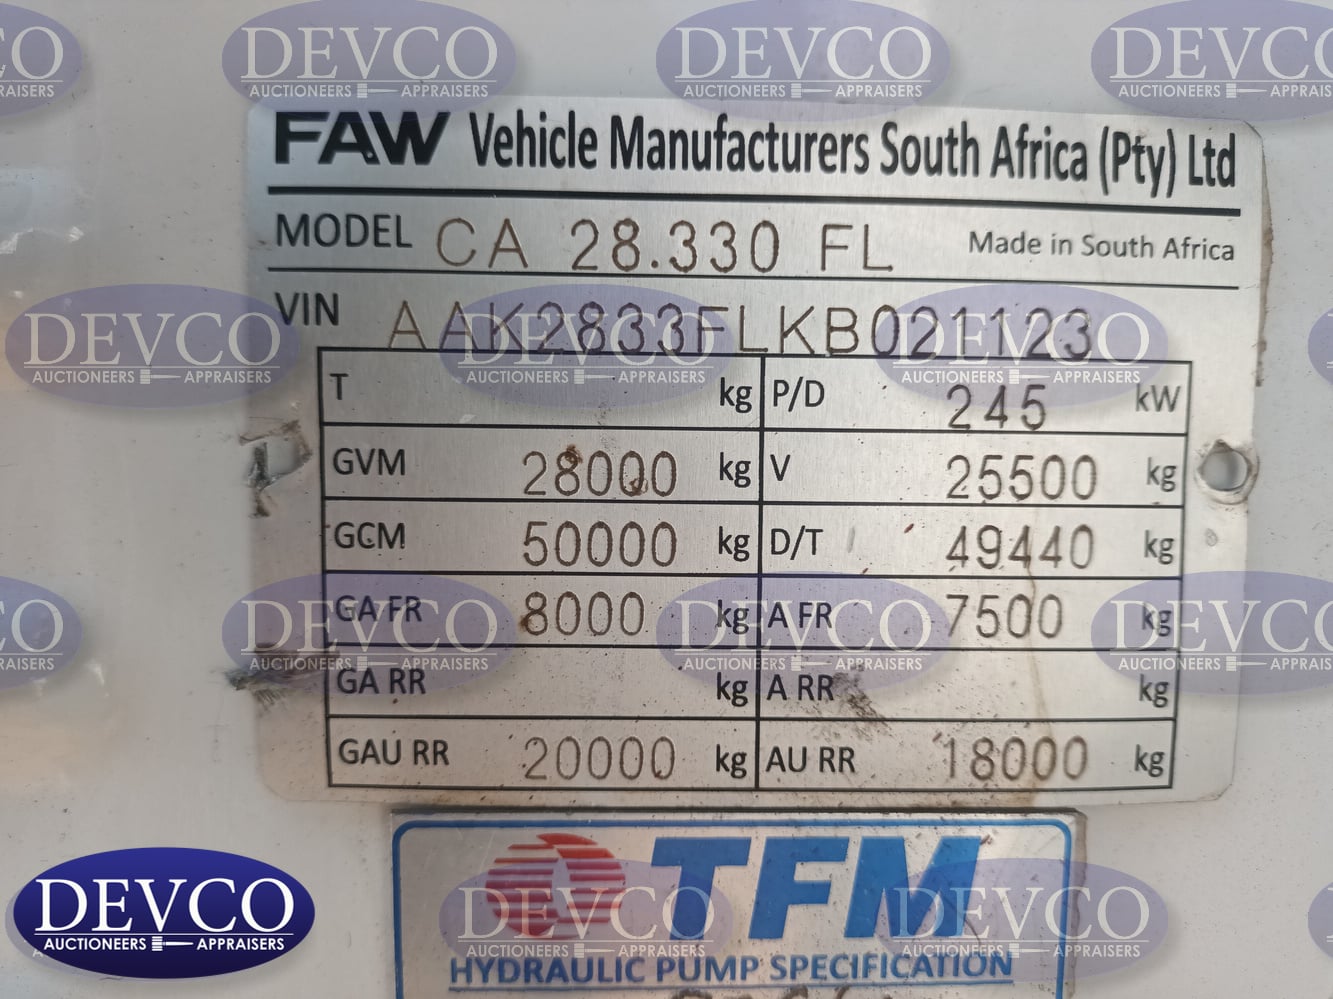 FAW Vehicle Manufacturers South Africa (Pty) Ltd
MODEL CA 28.330 FL Made in South Africa
VIN AAK2833FLKB021123
T kg P/D 245 kW
GVM 28000 kg V 25500 kg
GCM 50000 kg D/T 49440 kg
GA FR 8000 kg A FR 7500 kg
GA RR kg A RR kg
GAU RR 20000 kg AU RR 18000 kg
TFM
HYDRAULIC PUMP SPECIFICATION
DEVCO
AUCTIONEERS APPRAISERS